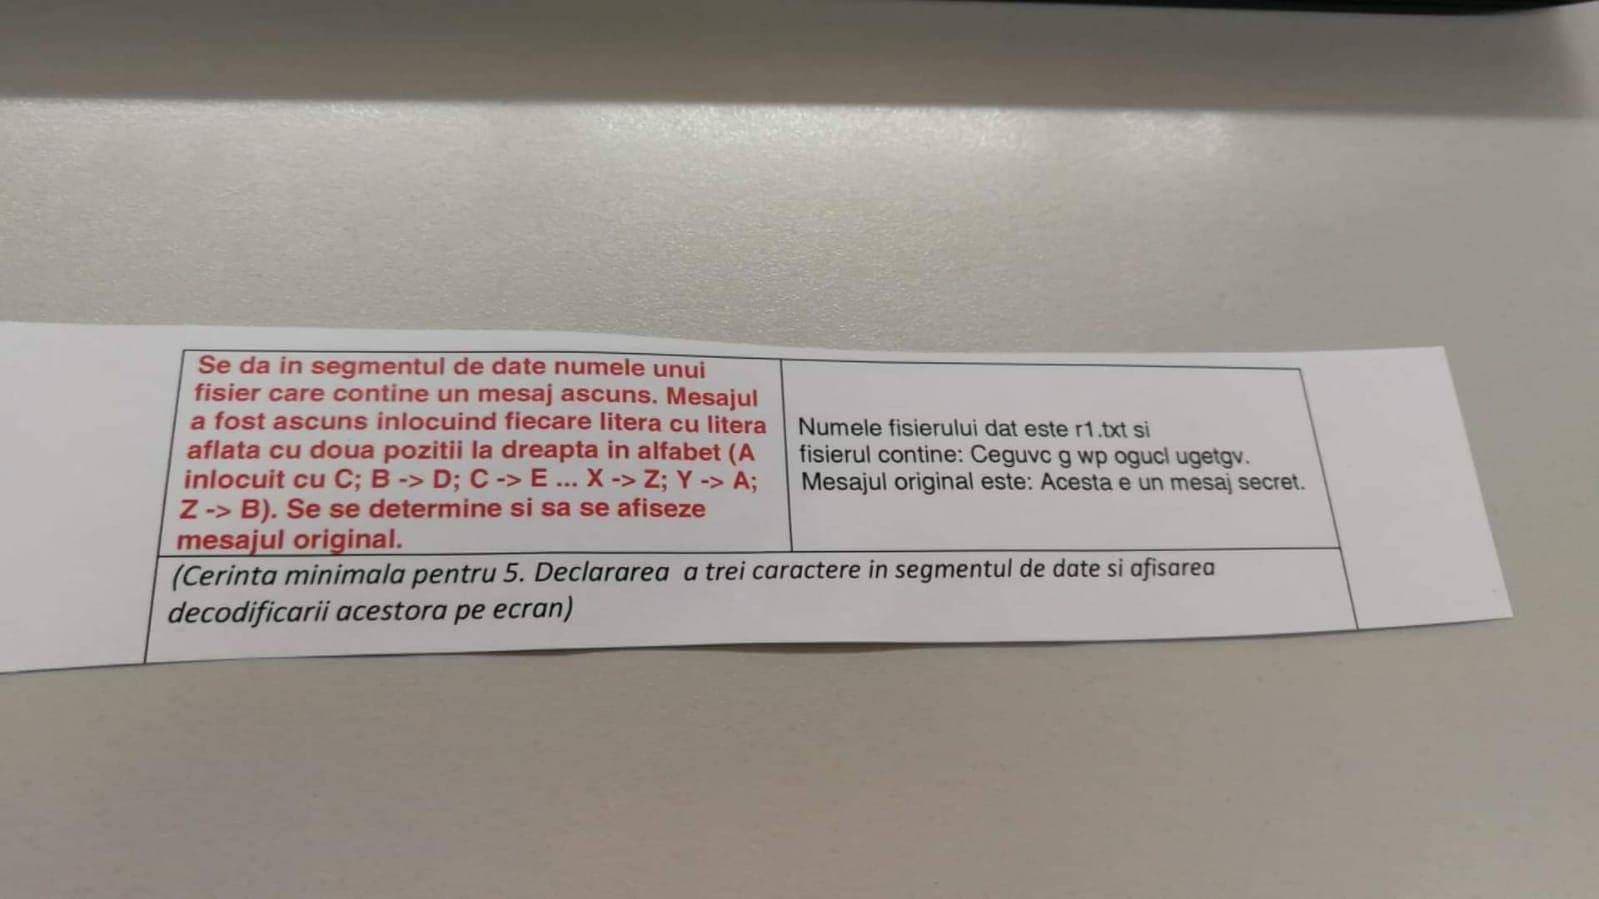 Se da in segmentul de date numele unui
fisier care contine un mesaj ascuns. Mesajul
a fost ascuns inlocuind fiecare litera cu litera
aflata cu doua pozitii la dreapta in alfabet (A
inlocuit cu C; B -> D; C -> E ... X -> Z; Y -> A;
Z -> B). Se se determine si sa se afiseze
mesajul original.
Numele fisierului dat este r1.txt si
fisierul contine: Ceguvc g wp ogucl ugetgv.
Mesajul original este: Acesta e un mesaj secret.
(Cerinta minimala pentru 5. Declararea a trei caractere in segmentul de date si afisarea
decodificarii acestora pe ecran)